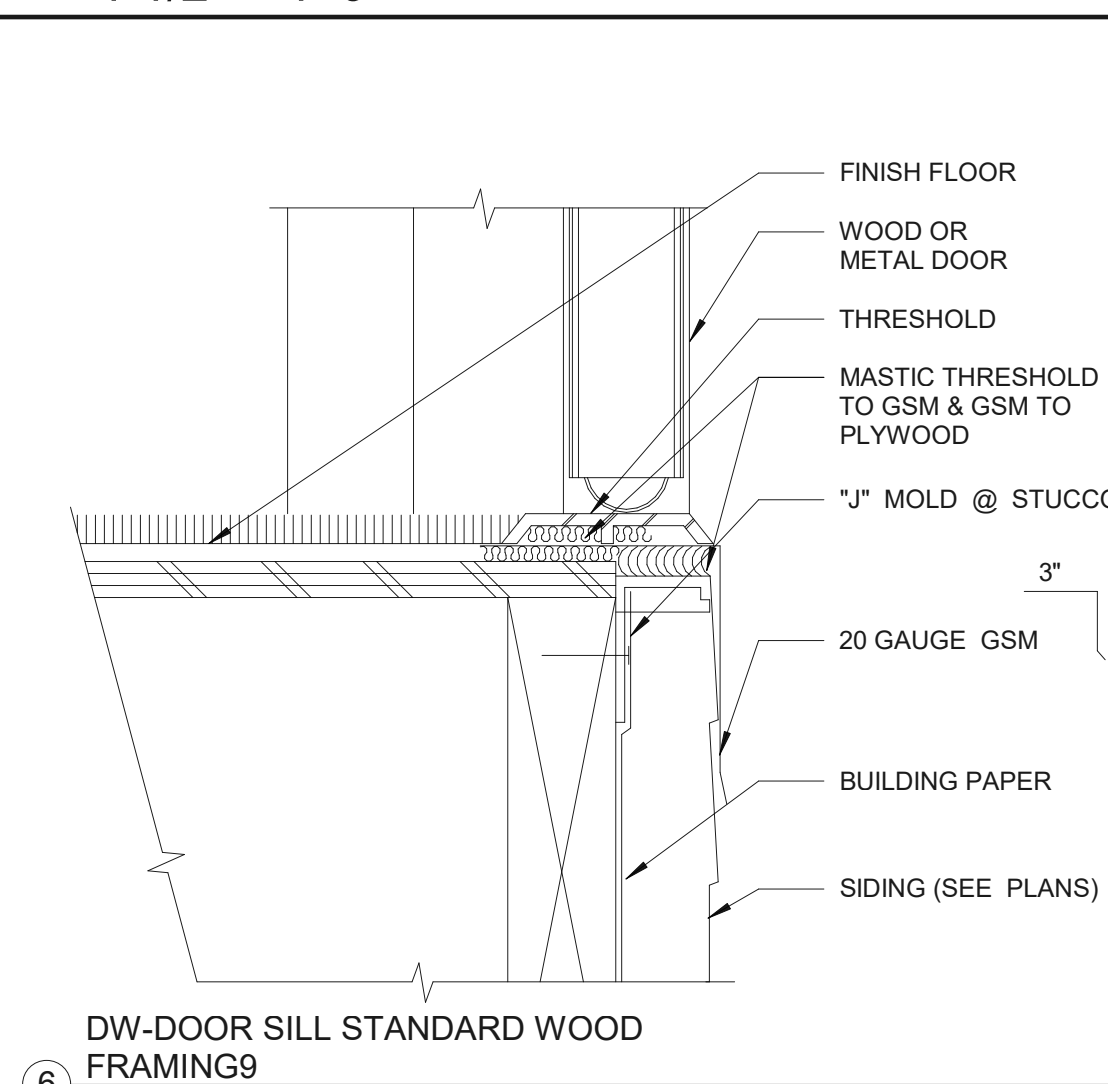 FINISH FLOOR
WOOD OR
METAL DOOR
THRESHOLD
MASTIC THRESHOLD
TO GSM & GSM TO
PLYWOOD
"J" MOLD @ STUCCO
3"
20 GAUGE GSM
BUILDING PAPER
SIDING (SEE PLANS)
DW-DOOR SILL STANDARD WOOD
FRAMING9
6